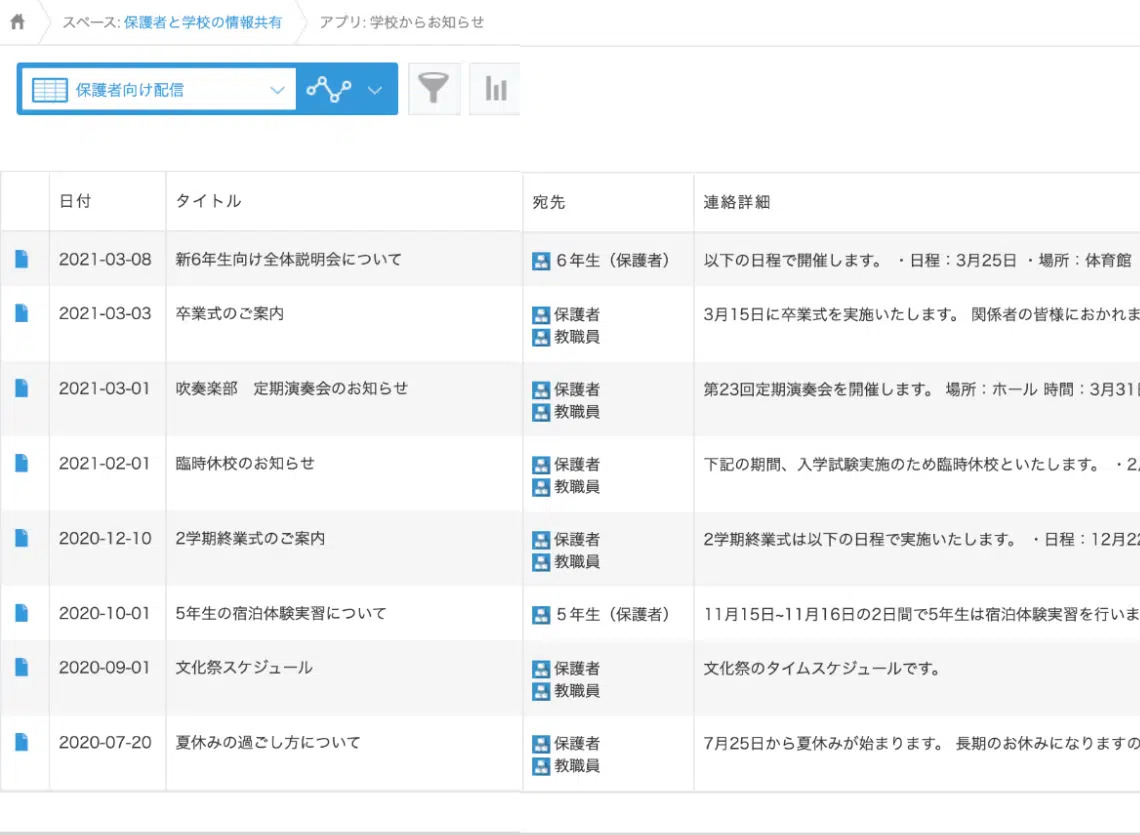 スペース: 保護者と学校の情報共有 アプリ: 学校からお知らせ
保護者向け配信
日付 タイトル 宛先 連絡詳細
2021-03-08 新6年生向け全体説明会について 6年生（保護者） 以下の日程で開催します。 ・日程：3月25日 ・場所：体育館
2021-03-03 卒業式のご案内 保護者 3月15日に卒業式を実施いたします。 関係者の皆様におかれま
教職員
2021-03-01 吹奏楽部　定期演奏会のお知らせ 保護者 第23回定期演奏会を開催します。 場所：ホール 時間：3月31日
教職員
2021-02-01 臨時休校のお知らせ 保護者 下記の期間、入学試験実施のため臨時休校といたします。 ・2
教職員
2020-12-10 2学期終業式のご案内 保護者 2学期終業式は以下の日程で実施いたします。 ・日程：12月22
教職員
2020-10-01 5年生の宿泊体験実習について 5年生（保護者） 11月15日~11月16日の2日間で5年生は宿泊体験実習を行いま
2020-09-01 文化祭スケジュール 保護者 文化祭のタイムスケジュールです。
教職員
2020-07-20 夏休みの過ごし方について 保護者 7月25日から夏休みが始まります。 長期のお休みになりますの
教職員